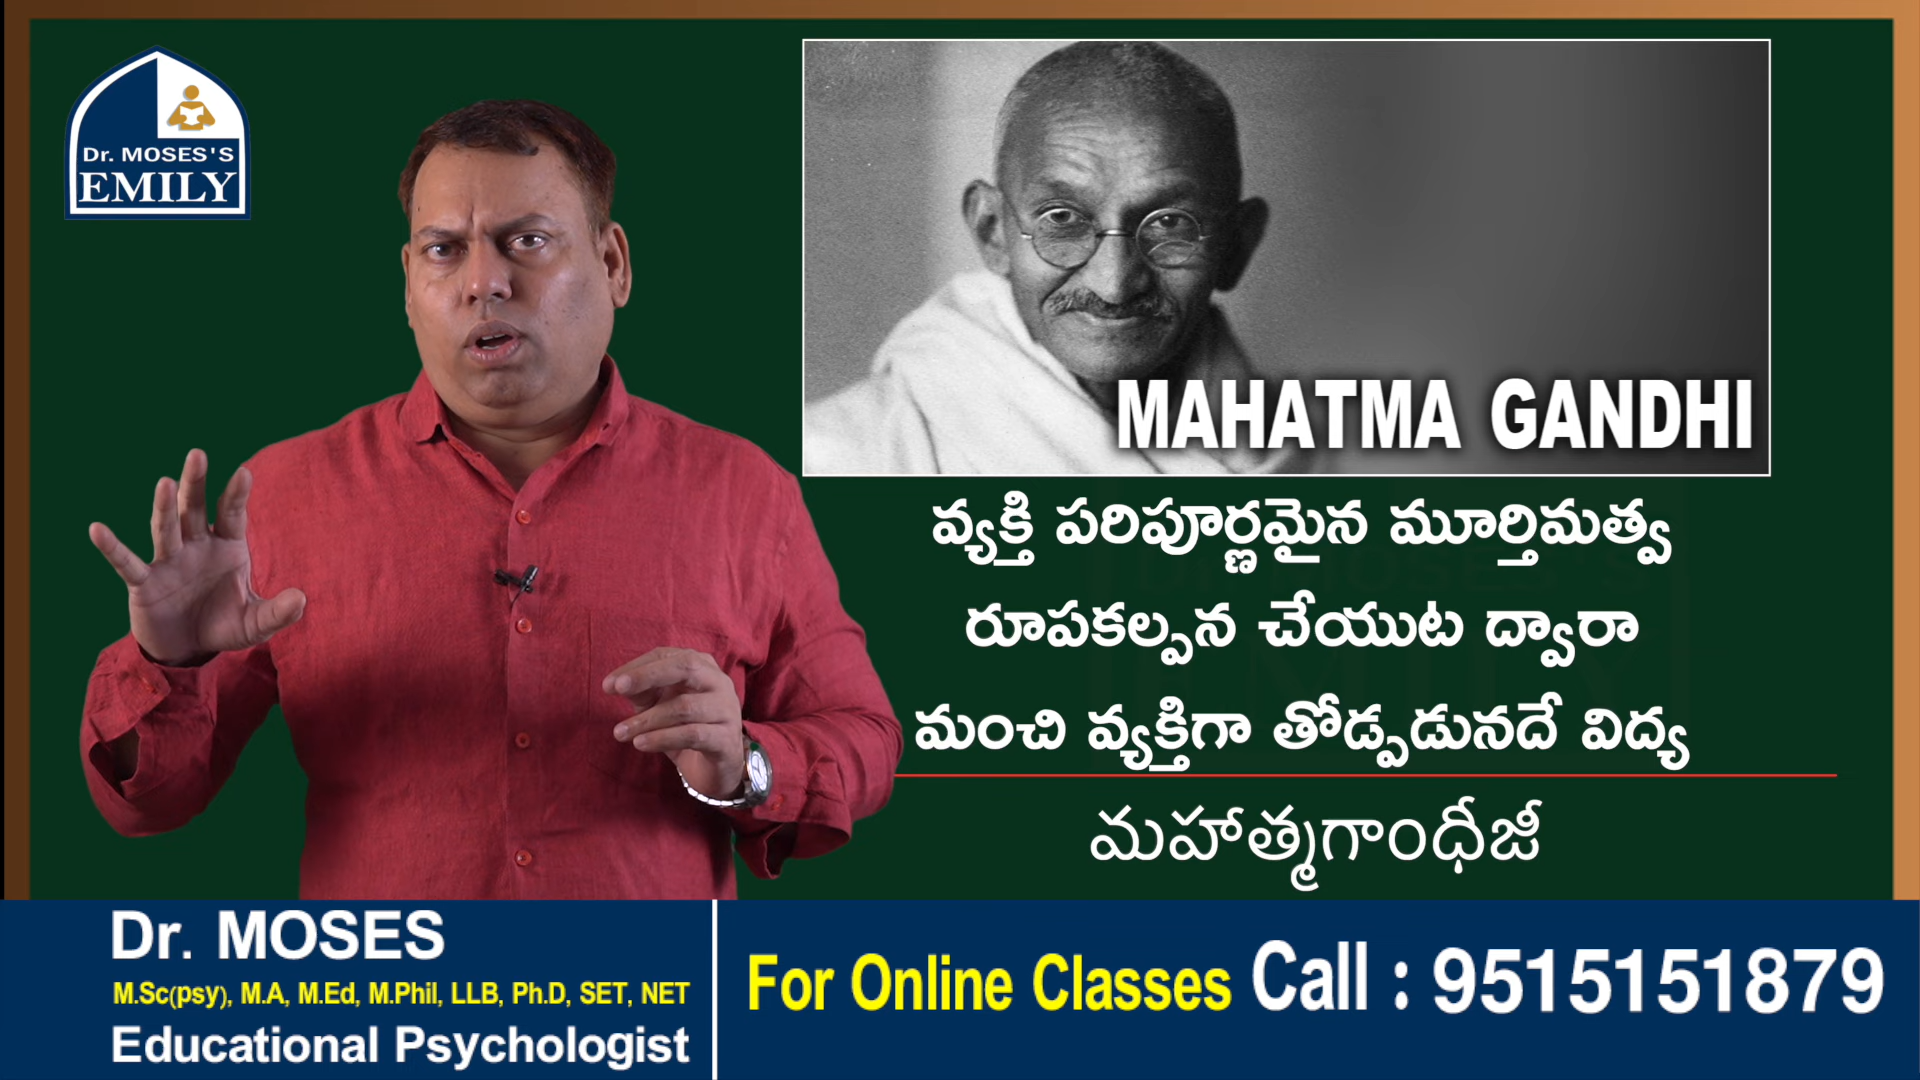 Dr. MOSES'S
EMILY
MAHATMA GANDHI
వ్యక్తి పరిపూర్ణమైన మూర్తిమత్వ
రూపకల్పన చేయుట ద్వారా
మంచి వ్యక్తిగా తోడ్పడునదే విద్య
మహాత్మగాంధీజీ
Dr. MOSES
M.Sc(psy), M.A, M.Ed, M.Phil, LLB, Ph.D, SET, NET
Educational Psychologist
For Online Classes Call : 9515151879